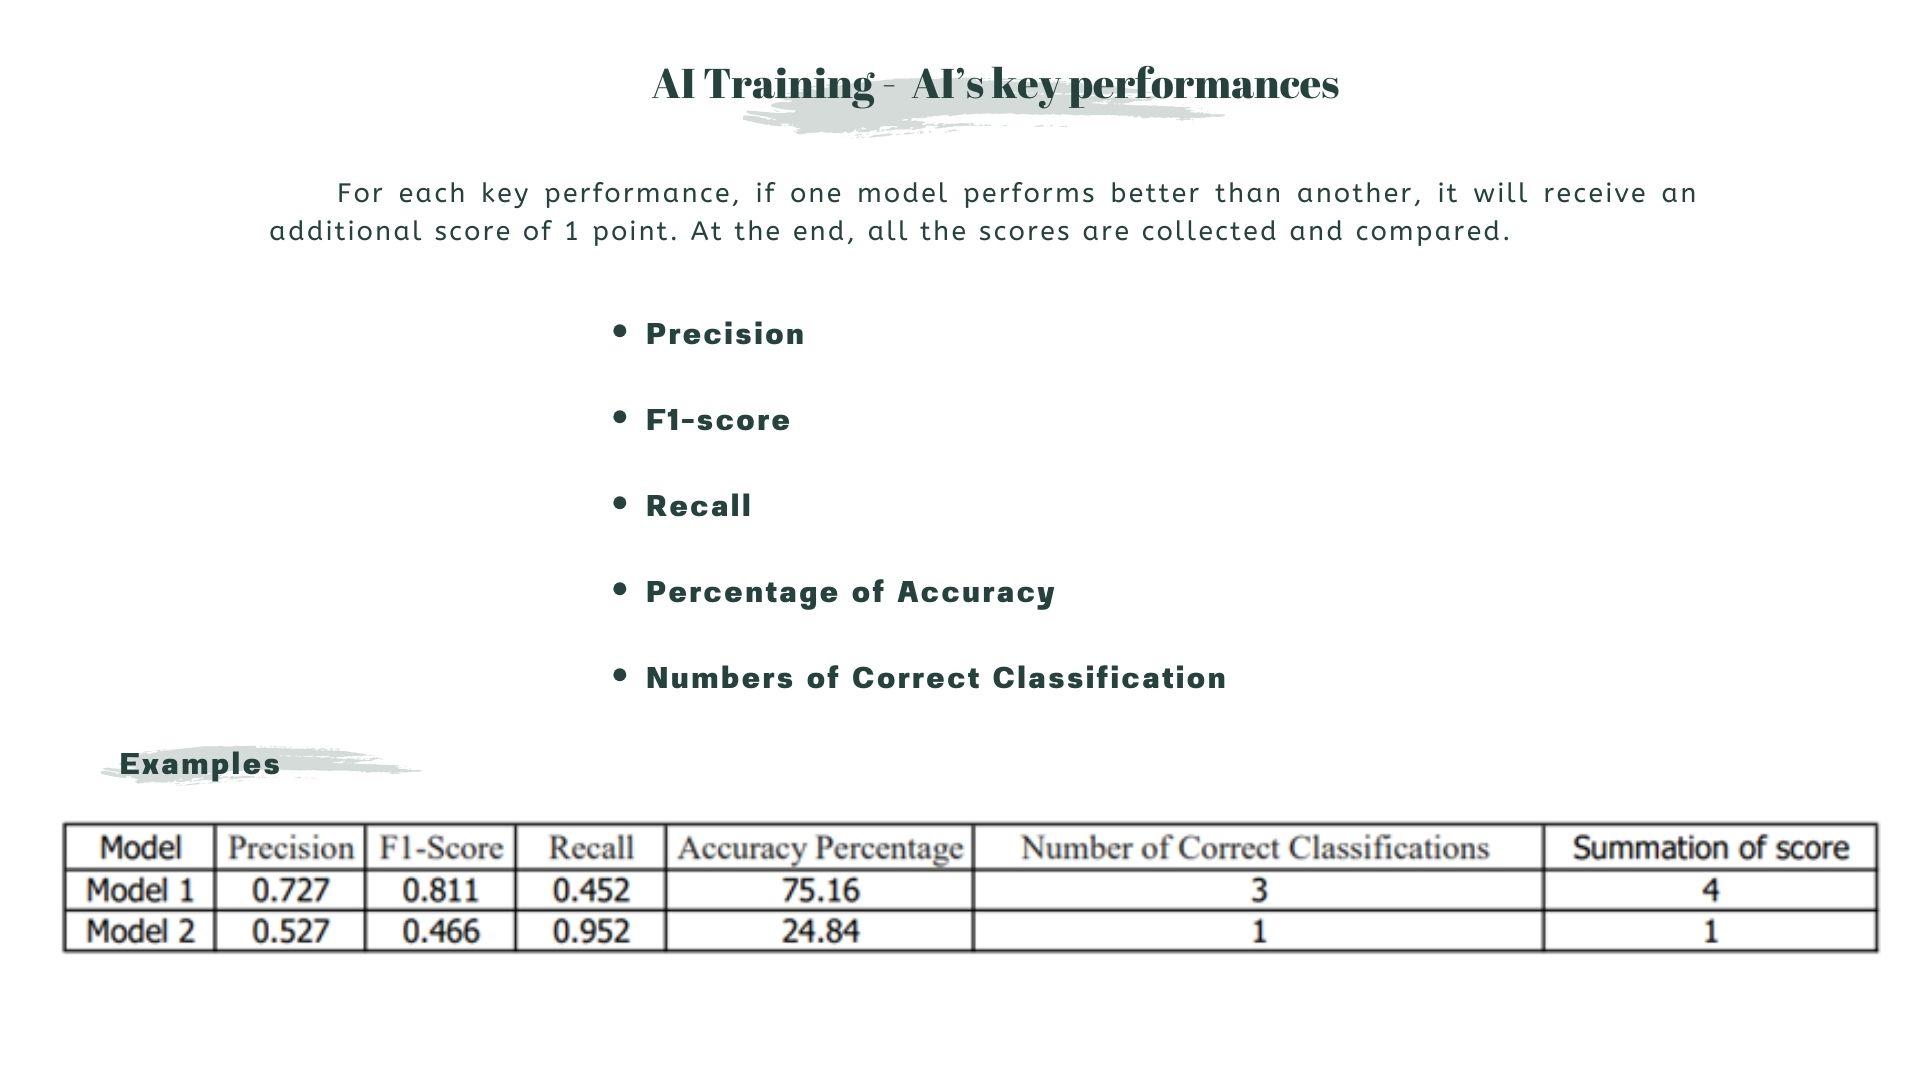 AI Training - AI's key performances
For each key performance, if one model performs better than another, it will receive an
additional score of 1 point. At the end, all the scores are collected and compared.
• Precision
• F1-score
• Recall
• Percentage of Accuracy
• Numbers of Correct Classification
Examples
Model Precision F1-Score Recall Accuracy Percentage Number of Correct Classifications Summation of score
Model 1 0.727 0.811 0.452 75.16 3 4
Model 2 0.527 0.466 0.952 24.84 1 1